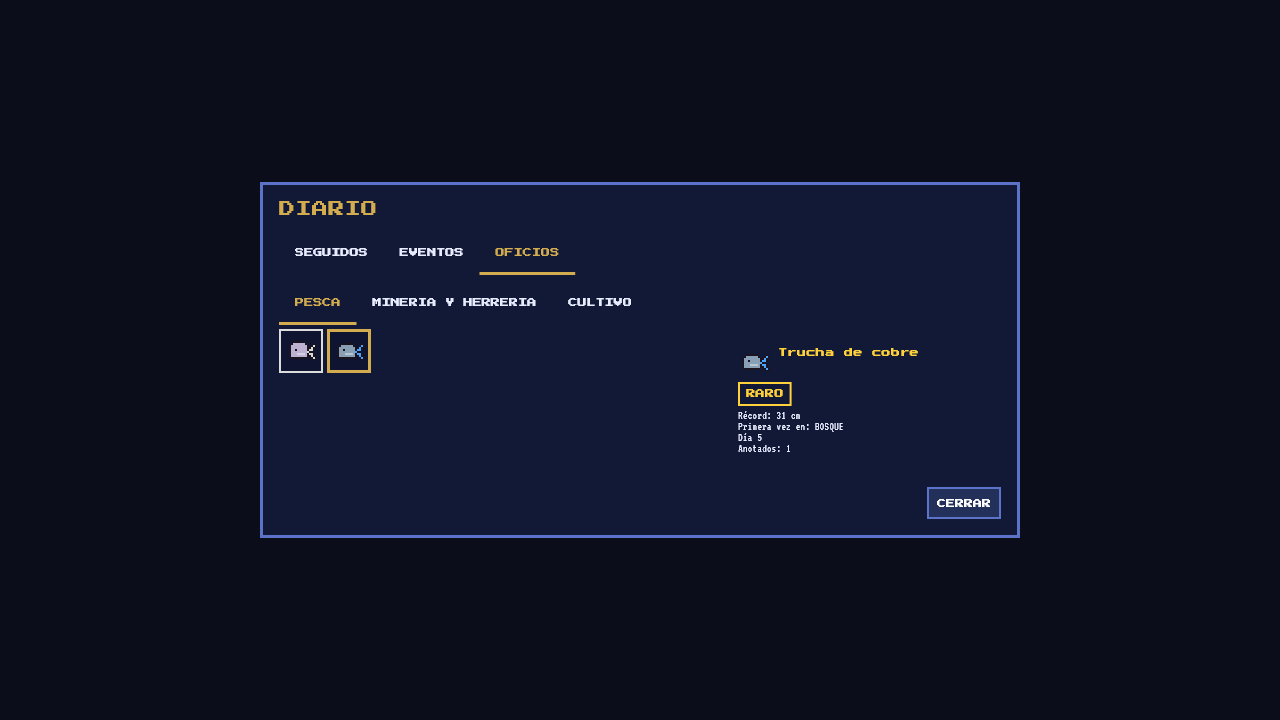 DIARIO
SEGUIDOS EVENTOS OFICIOS
PESCA MINERIA Y HERRERIA CULTIVO
Trucha de cobre
RARO
Récord: 31 cm
Primera vez en: BOSQUE
Día 5
Anotados: 1
CERRAR